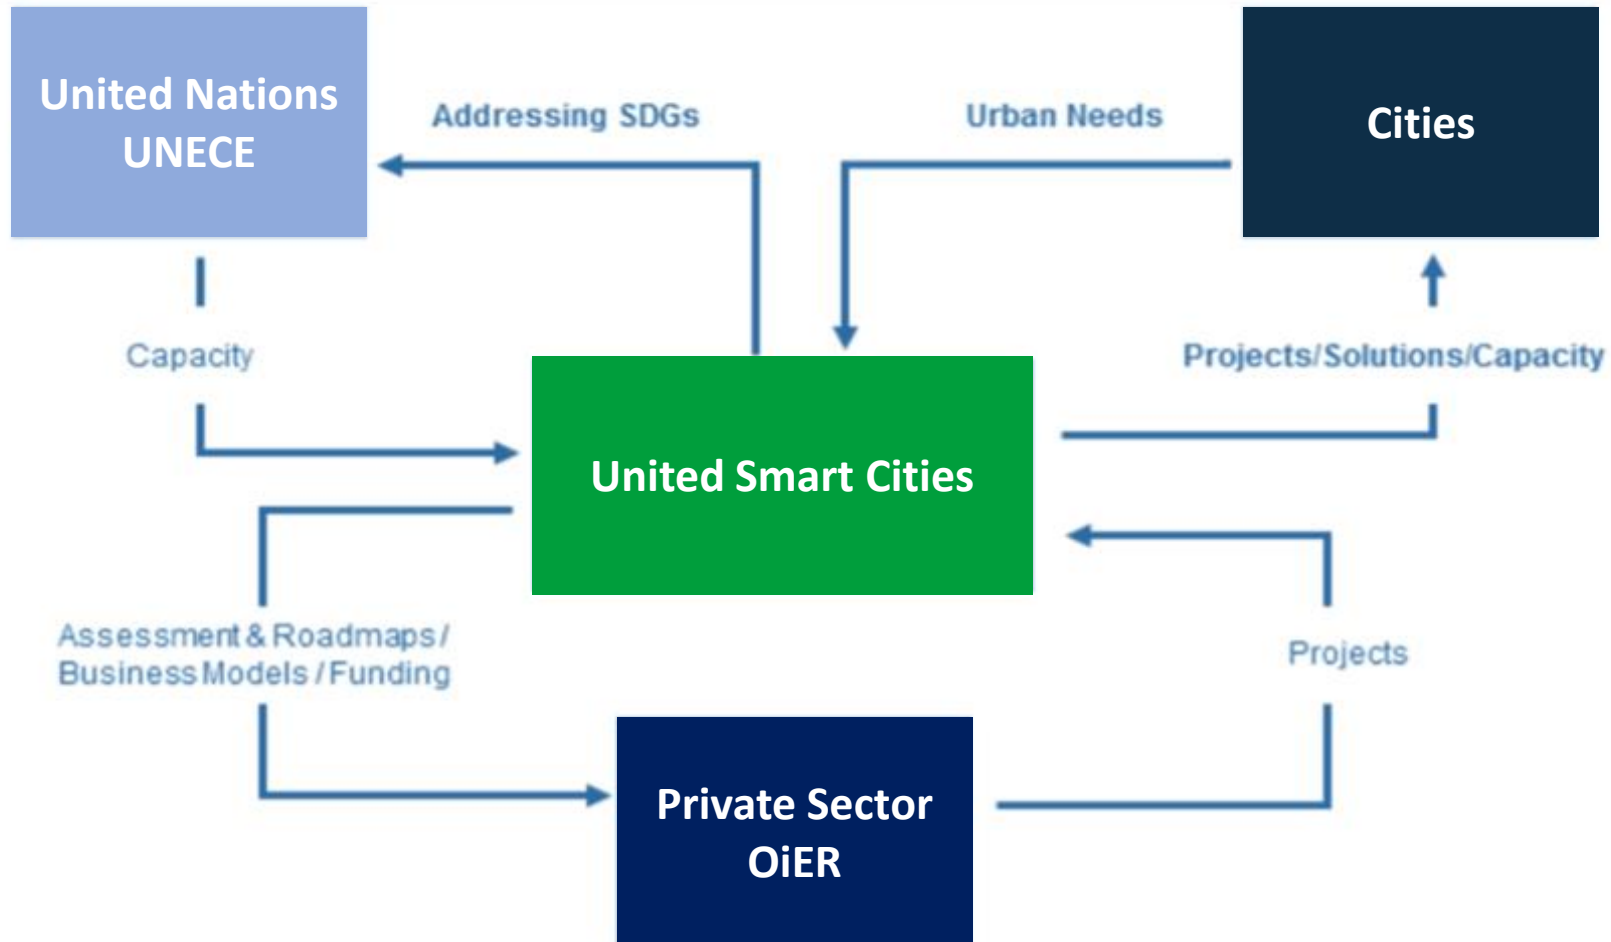 United Nations
UNECE
Addressing SDGs
Urban Needs
Cities
Capacity
Projects/Solutions/Capacity
United Smart Cities
Assessment & Roadmaps /
Business Models / Funding
Projects
Private Sector
OiER